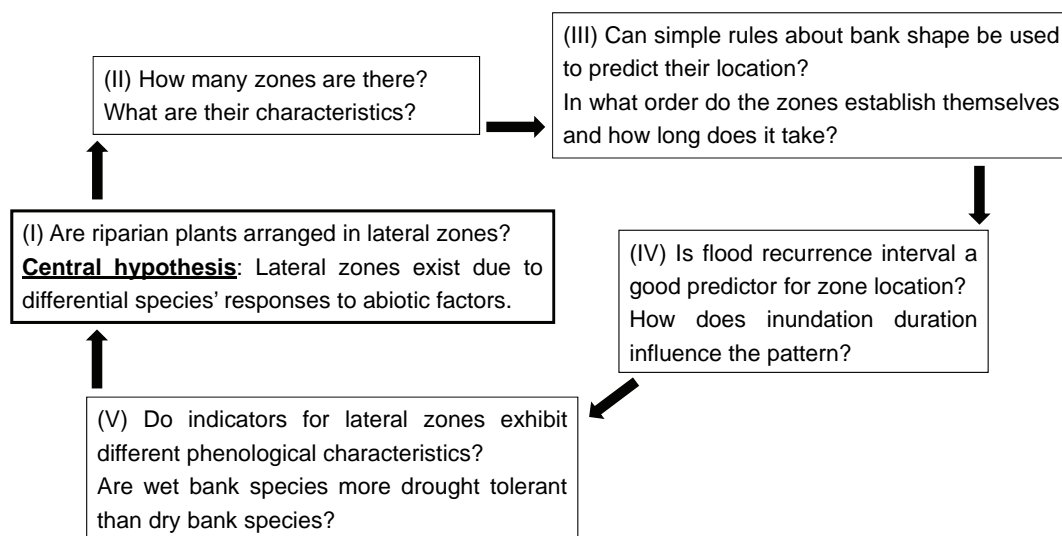 (I) Are riparian plants arranged in lateral zones?
Central hypothesis: Lateral zones exist due to
differential species’ responses to abiotic factors.
(II) How many zones are there?
What are their characteristics?
(III) Can simple rules about bank shape be used
to predict their location?
In what order do the zones establish themselves
and how long does it take?
(IV) Is flood recurrence interval a
good predictor for zone location?
How does inundation duration
influence the pattern?
(V) Do indicators for lateral zones exhibit
different phenological characteristics?
Are wet bank species more drought tolerant
than dry bank species?